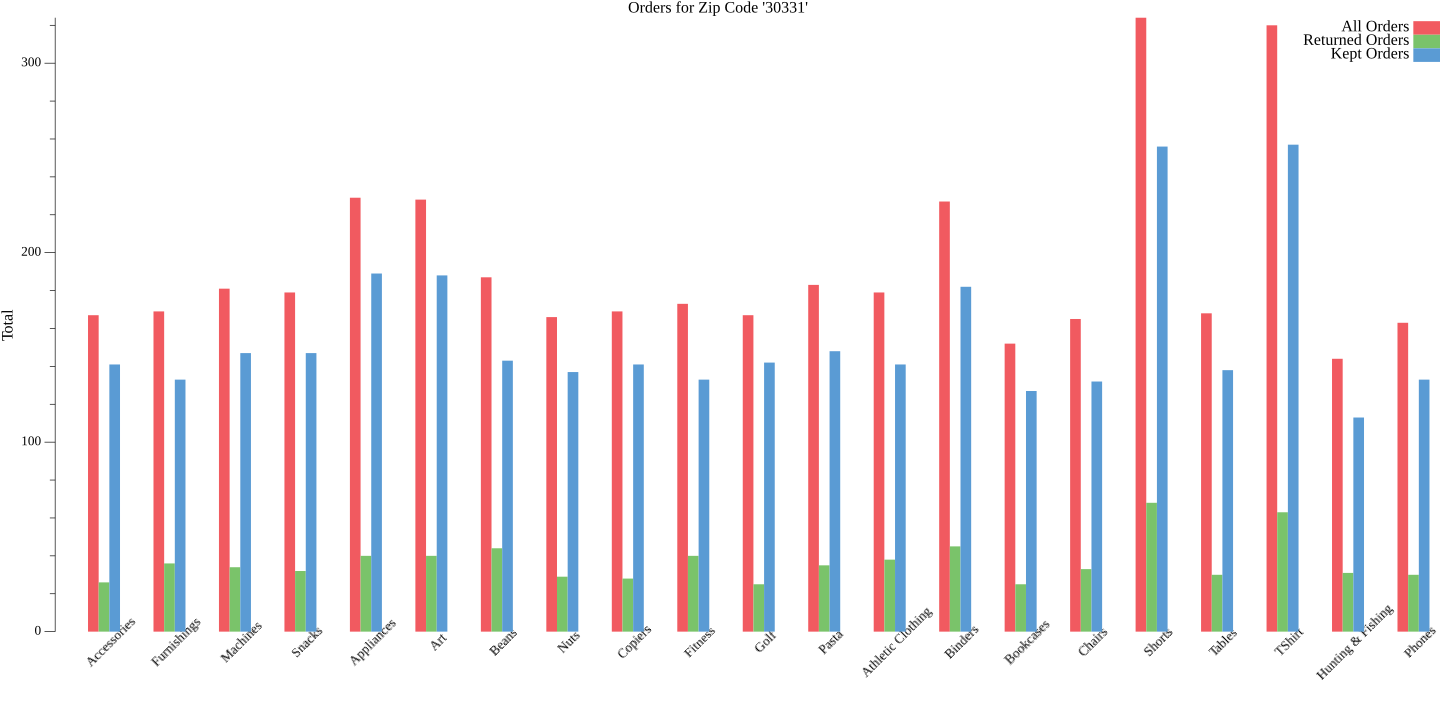 Orders for Zip Code '30331'
All Orders
Returned Orders
Kept Orders
300
200
100
0
Total
Accessories
Furnishings
Machines
Snacks
Appliances
Art
Beans
Nuts
Copiers
Fitness
Golf
Pasta
Athletic Clothing
Binders
Bookcases
Chairs
Shorts
Tables
TShirt
Hunting & Fishing
Phones